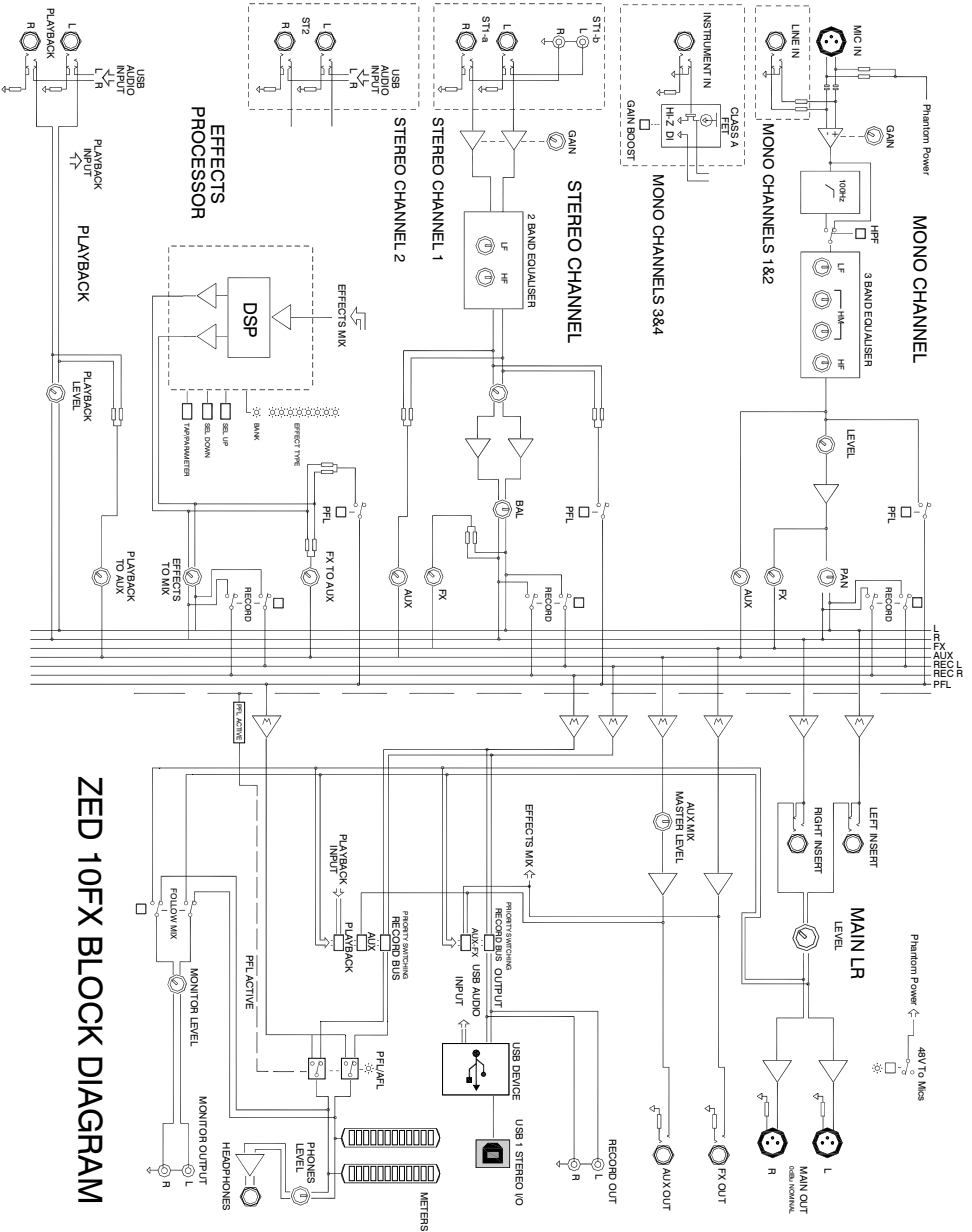 MIC IN
Phantom Power
LINE IN
GAIN
MONO CHANNELS 1&2
100Hz
HPF
MONO CHANNEL
LF
HM
HF
3 BAND EQUALISER
LEVEL
PFL
AUX
FX
PAN
RECORD
INSTRUMENT IN
CLASS A
FET
HI-Z DI
GAIN BOOST
MONO CHANNELS 3&4
ST1-b
L
R
ST1-a
L
R
GAIN
STEREO CHANNEL 1
STEREO CHANNEL
2 BAND EQUALISER
LF
HF
PFL
BAL
AUX
FX
RECORD
ST2
L
R
USB
AUDIO
INPUT
L
R
STEREO CHANNEL 2
EFFECTS
PROCESSOR
EFFECTS MIX
DSP
EFFECT TYPE
BANK
SEL UP
SEL DOWN
TAP/PARAMETER
PFL
FX TO AUX
EFFECTS
TO MIX
RECORD
PLAYBACK
L
R
USB
AUDIO
INPUT
L
R
PLAYBACK
INPUT
PLAYBACK
PLAYBACK
LEVEL
PLAYBACK
TO AUX
L
R
FX
AUX
REC L
REC R
PFL
LEFT INSERT
RIGHT INSERT
MAIN LR
LEVEL
Phantom Power
48V To Mics
MAIN OUT
0dBu NOMINAL
L
R
FX OUT
AUX OUT
AUX MIX
MASTER LEVEL
EFFECTS MIX
PRIORITY SWITCHING
RECORD BUS
AUX-FX
OUTPUT
USB AUDIO
INPUT
USB DEVICE
USB 1 STEREO I/O
RECORD OUT
L
R
PRIORITY SWITCHING
RECORD BUS
AUX
PLAYBACK
PLAYBACK
INPUT
PFL ACTIVE
PFL ACTIVE
PFL/AFL
METERS
PHONES
LEVEL
HEADPHONES
FOLLOW MIX
MONITOR LEVEL
MONITOR OUTPUT
L
R
ZED 10FX BLOCK DIAGRAM